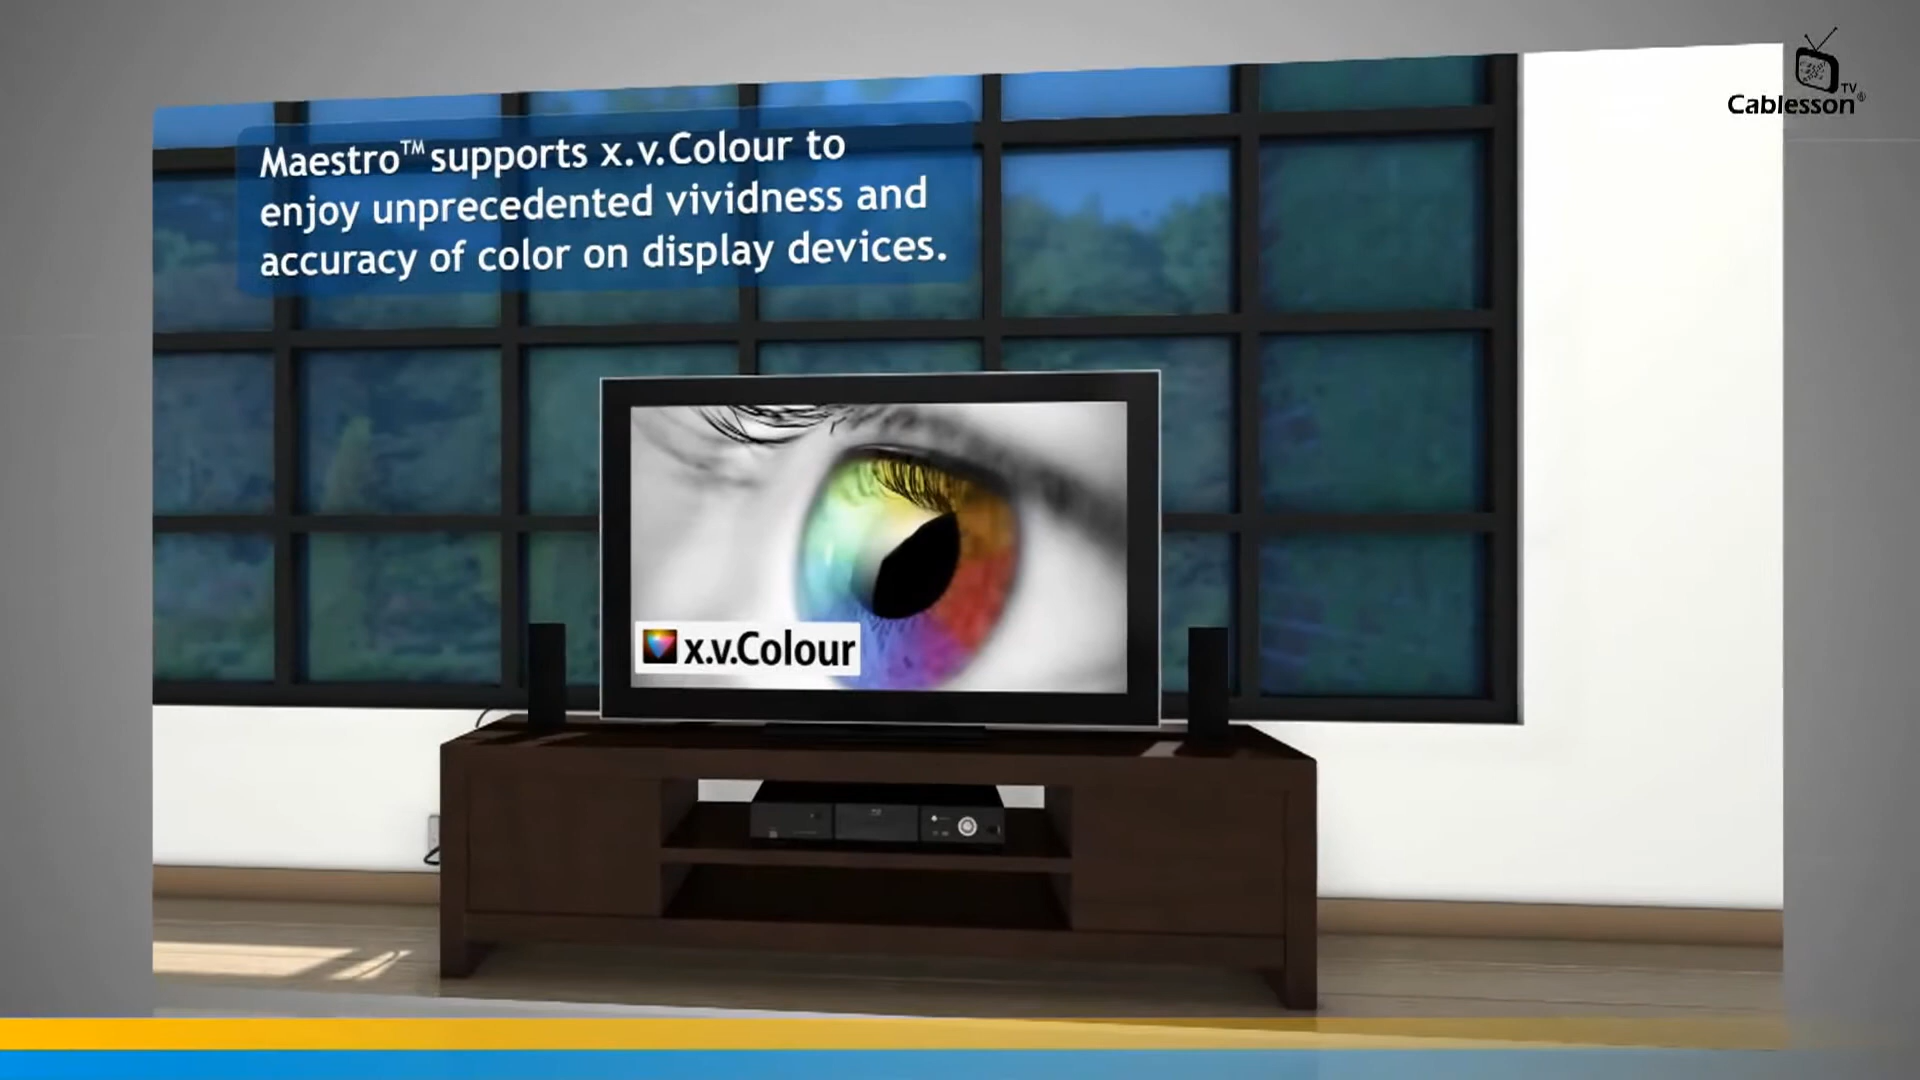 TV
Cablesson®
Maestro™ supports x.v.Colour to
enjoy unprecedented vividness and
accuracy of color on display devices.
x.v.Colour